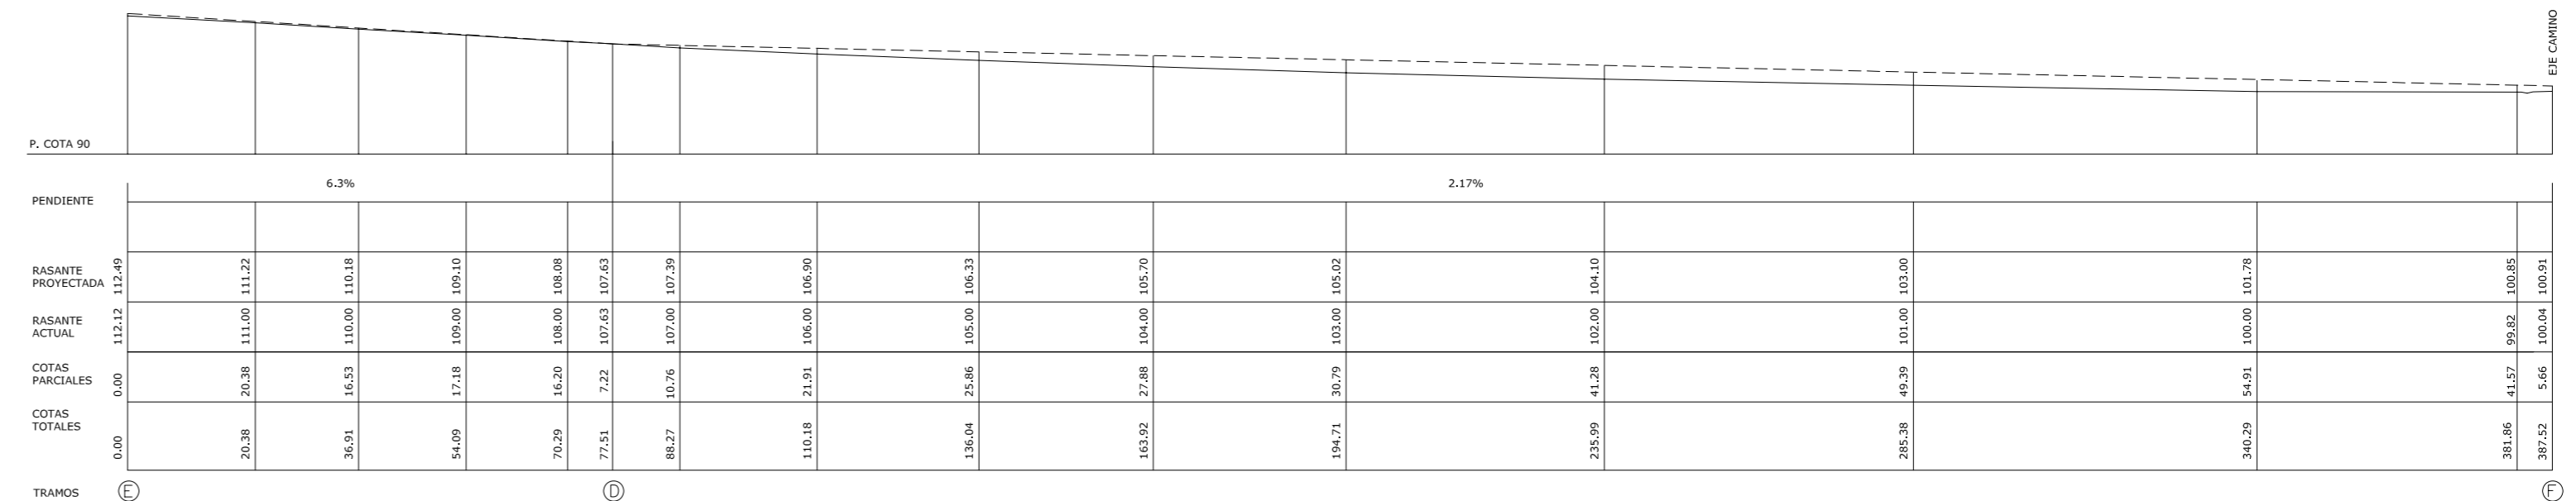 EJE CAMINO
P. COTA 90
6.3% 2.17%
PENDIENTE
RASANTE
PROYECTADA
112.49 111.22 110.18 109.10 108.08 107.63 107.39 106.90 106.33 105.70 105.02 104.10 103.00 101.78 100.85 100.91
RASANTE
ACTUAL
112.12 111.00 110.00 109.00 108.00 107.63 107.00 106.00 105.00 104.00 103.00 102.00 101.00 100.00 99.82 100.04
COTAS
PARCIALES
0.00 20.38 16.53 17.18 16.20 7.22 10.76 21.91 25.86 27.88 30.79 41.28 49.39 54.91 41.57 5.66
COTAS
TOTALES
0.00 20.38 36.91 54.09 70.29 77.51 88.27 110.18 136.04 163.92 194.71 235.99 285.38 340.29 381.86 387.52
TRAMOS E D F